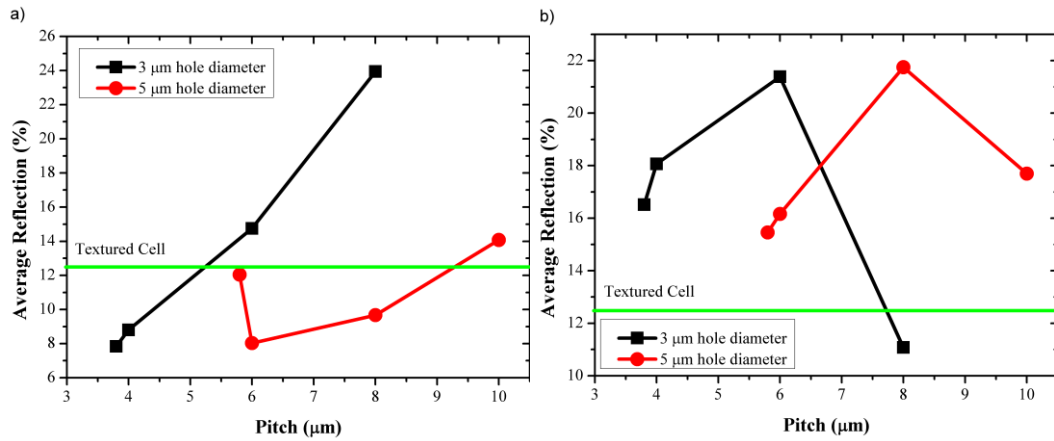 a)
26
24
22
20
18
16
14
12
10
8
6
3 4 5 6 7 8 9 10
Average Reflection (%)
Pitch (μm)
3 μm hole diameter
5 μm hole diameter
Textured Cell
b)
22
20
18
16
14
12
10
3 4 5 6 7 8 9 10
Average Reflection (%)
Pitch (μm)
Textured Cell
3 μm hole diameter
5 μm hole diameter